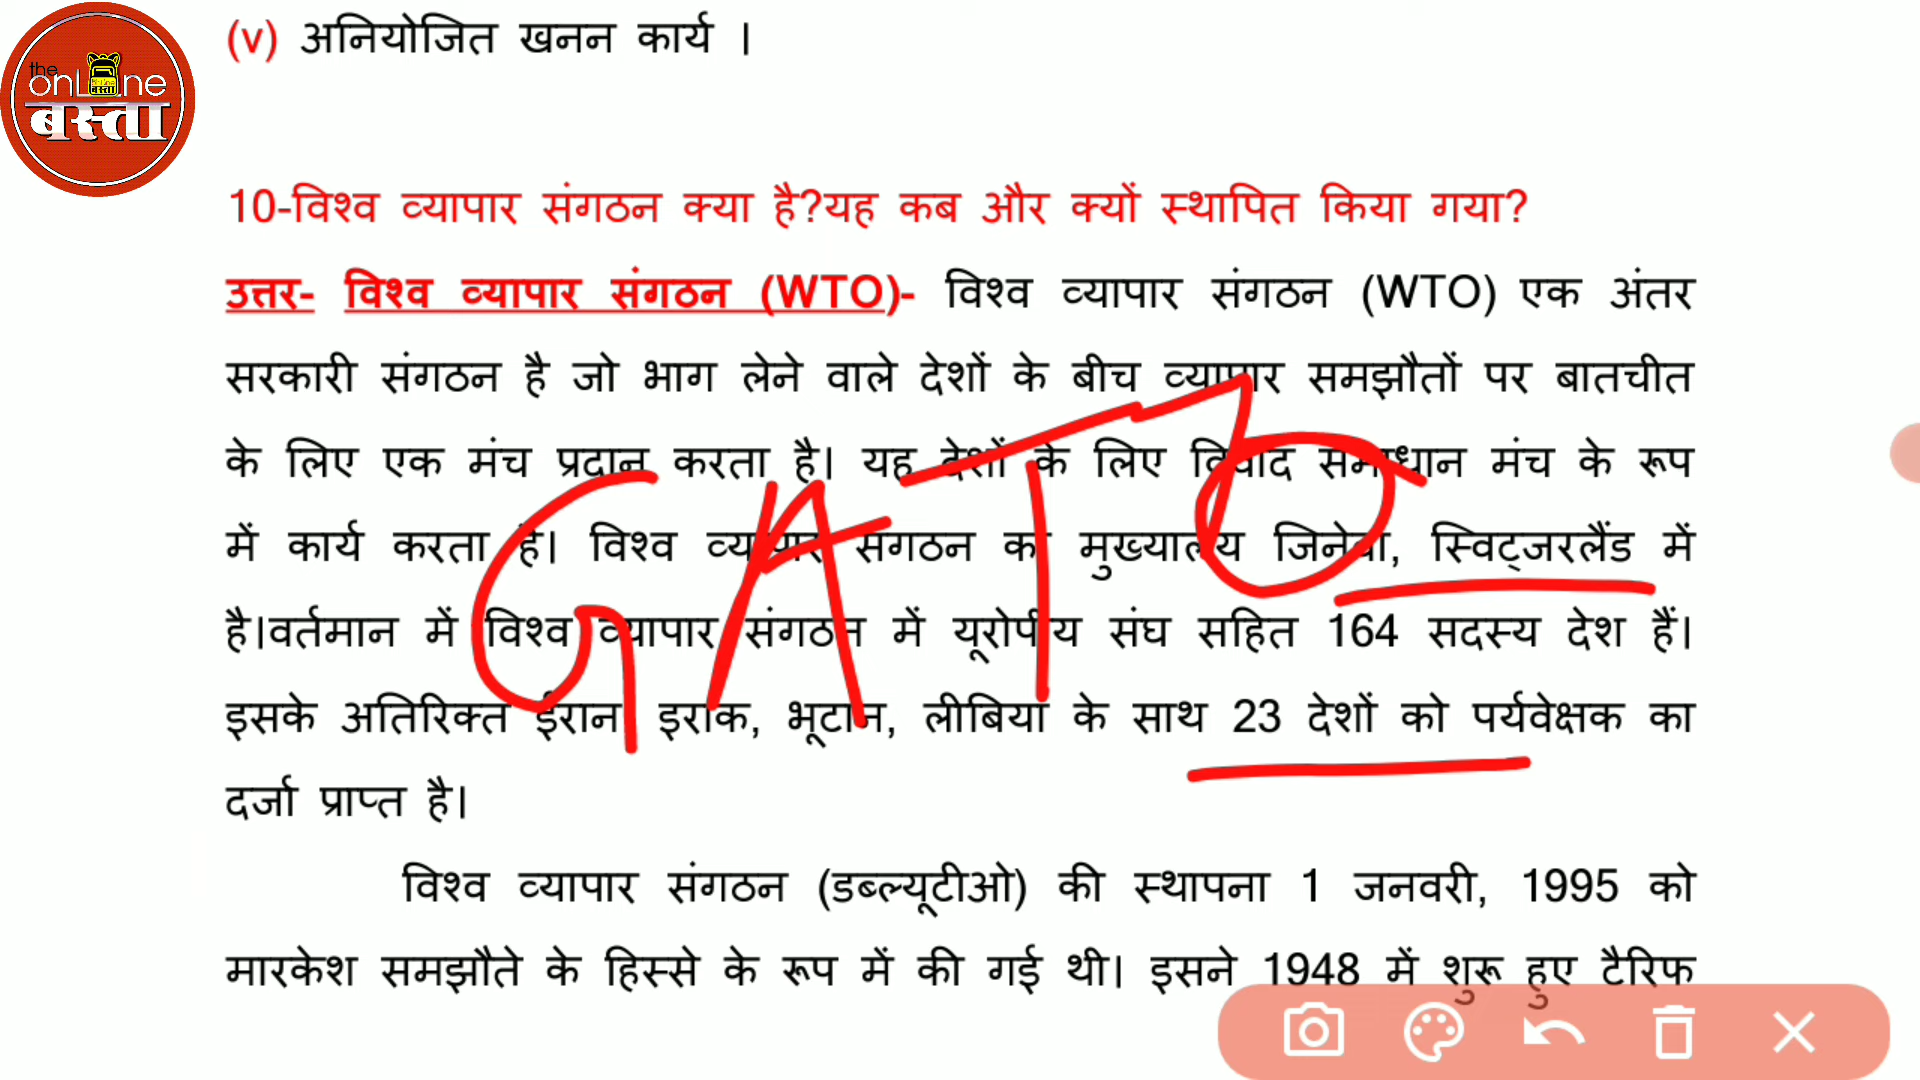 the
onLine
बस्ता
(v) अनियोजित खनन कार्य ।
10-विश्व व्यापार संगठन क्या है?यह कब और क्यों स्थापित किया गया?
उत्तर- विश्व व्यापार संगठन (WTO)- विश्व व्यापार संगठन (WTO) एक अंतर
सरकारी संगठन है जो भाग लेने वाले देशों के बीच व्यापार समझौतों पर बातचीत
के लिए एक मंच प्रदान करता है। यह देशों के लिए विवाद समाधान मंच के रूप
में कार्य करता है। विश्व व्यापार संगठन का मुख्यालय जिनेवा, स्विट्जरलैंड में
है।वर्तमान में विश्व व्यापार संगठन में यूरोपीय संघ सहित 164 सदस्य देश हैं।
इसके अतिरिक्त ईरान, इराक, भूटान, लीबिया के साथ 23 देशों को पर्यवेक्षक का
दर्जा प्राप्त है।
विश्व व्यापार संगठन (डब्ल्यूटीओ) की स्थापना 1 जनवरी, 1995 को
मारकेश समझौते के हिस्से के रूप में की गई थी। इसने 1948 में शुरू हुए टैरिफ
GAT